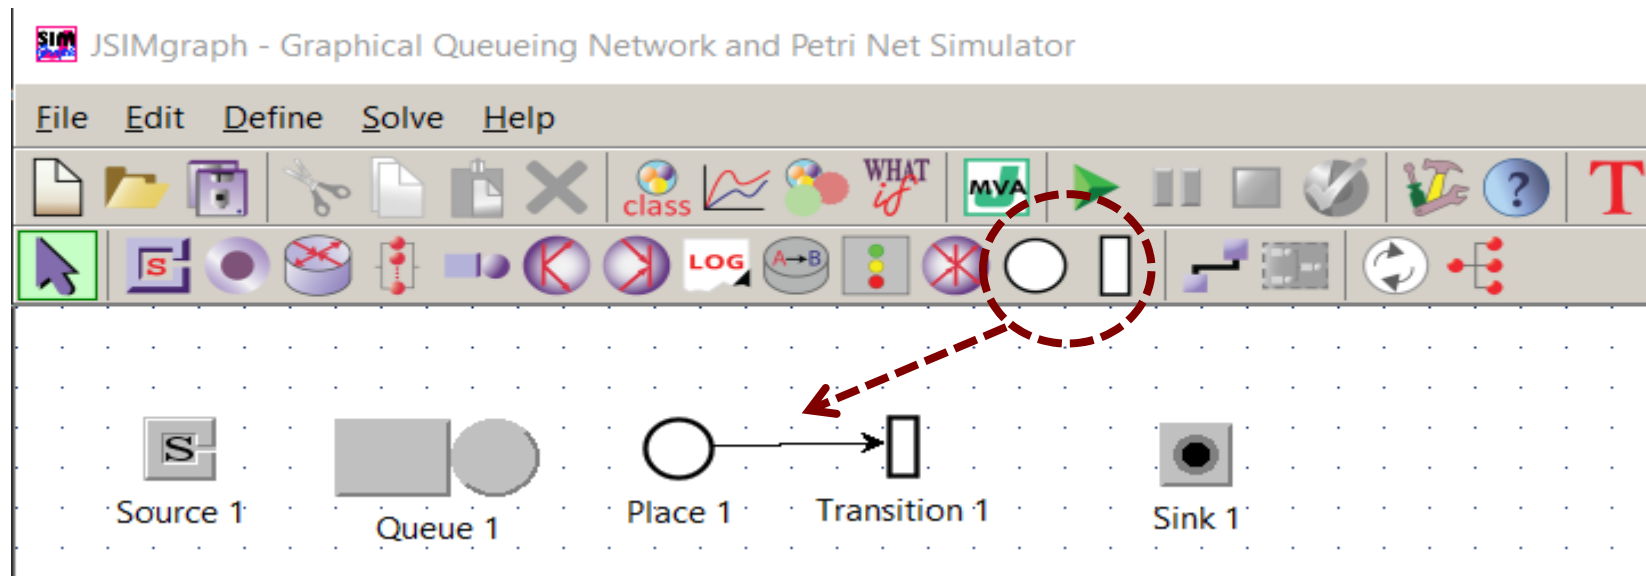 SIM JSIMgraph - Graphical Queueing Network and Petri Net Simulator
File Edit Define Solve Help
class WHAT if MVA ? T
S LOG A→B
S
Source 1 Queue 1 Place 1 Transition 1 Sink 1